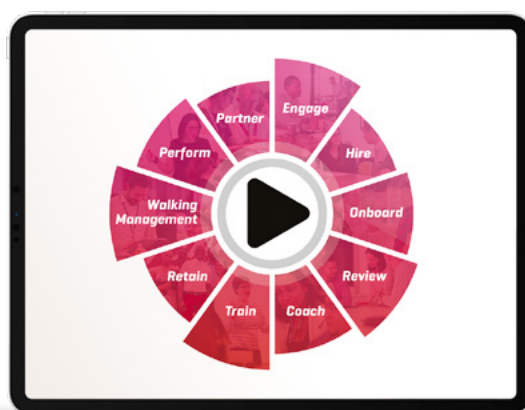 Engage
Hire
Onboard
Review
Coach
Train
Retain
Walking
Management
Perform
Partner